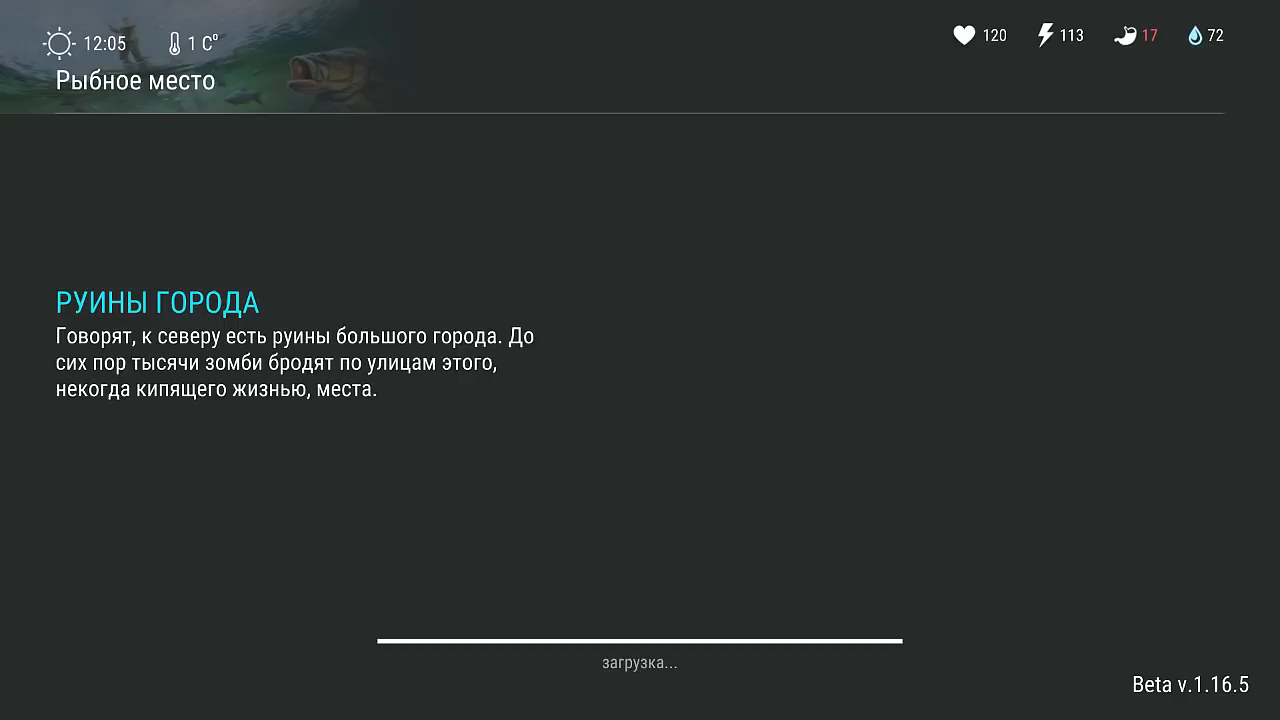 12:05
1 C°
120
113
17
72
Рыбное место
РУИНЫ ГОРОДА
Говорят, к северу есть руины большого города. До
сих пор тысячи зомби бродят по улицам этого,
некогда кипящего жизнью, места.
загрузка...
Beta v.1.16.5